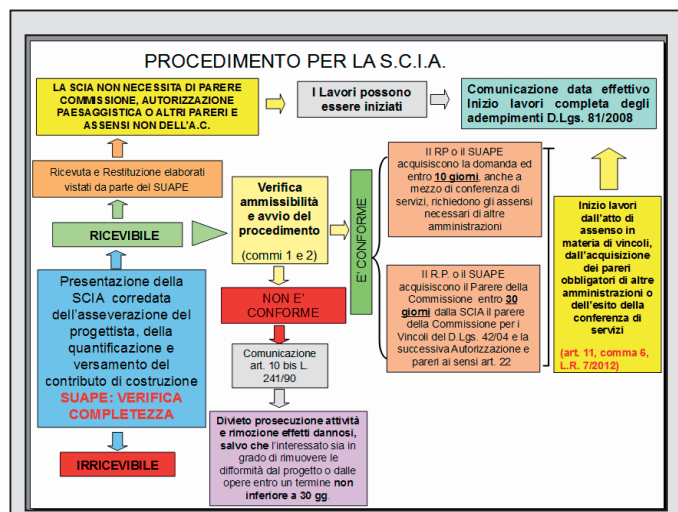 PROCEDIMENTO PER LA S.C.I.A.
LA SCIA NON NECESSITA DI PARERE
COMMISSIONE, AUTORIZZAZIONE
PAESAGGISTICA O ALTRI PARERI E
ASSENSI NON DELL'A.C.
I Lavori possono
essere iniziati
Comunicazione data effettivo
Inizio lavori completa degli
adempimenti D.Lgs. 81/2008
Ricevuta e Restituzione elaborati
vistati da parte del SUAPE
RICEVIBILE
Presentazione della
SCIA corredata
dell'asseverazione del
progettista, della
quantificazione e
versamento del
contributo di costruzione
SUAPE: VERIFICA
COMPLETEZZA
IRRICEVIBILE
Verifica
ammissibilità
e avvio del
procedimento
(commi 1 e 2)
NON E'
CONFORME
Comunicazione
art. 10 bis L.
241/90
Divieto prosecuzione attività
e rimozione effetti dannosi,
salvo che l'interessato sia in
grado di rimuovere le
difformità dal progetto o dalle
opere entro un termine non
inferiore a 30 gg.
E' CONFORME
Il RP o il SUAPE
acquisiscono la domanda ed
entro 10 giorni, anche a
mezzo di conferenza di
servizi, richiedono gli assensi
necessari di altre
amministrazioni
Il R.P. o il SUAPE
acquisiscono il Parere della
Commissione entro 30
giorni dalla SCIA il parere
della Commissione per i
Vincoli del D.Lgs. 42/04 e la
successiva Autorizzazione e
pareri ai sensi art. 22
Inizio lavori
dall'atto di
assenso in
materia di vincoli,
dall'acquisizione
dei pareri
obbligatori di altre
amministrazioni o
dell'esito della
conferenza di
servizi
(art. 11, comma 6,
L.R. 7/2012)